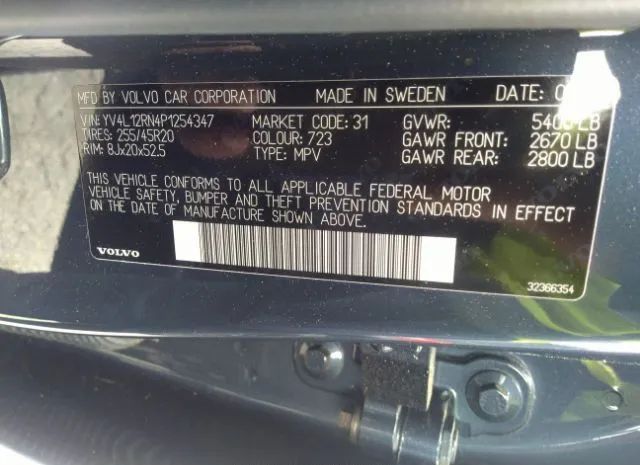 MFD BY VOLVO CAR CORPORATION MADE IN SWEDEN DATE: 0
VIN: YV4L12RN4P1254347 MARKET CODE: 31 GVWR: 5400 LB
TIRES: 255/45R20 COLOUR: 723 GAWR FRONT: 2670 LB
RIM: 8Jx20x52.5 TYPE: MPV GAWR REAR: 2800 LB
THIS VEHICLE CONFORMS TO ALL APPLICABLE FEDERAL MOTOR
VEHICLE SAFETY, BUMPER AND THEFT PREVENTION STANDARDS IN EFFECT
ON THE DATE OF MANUFACTURE SHOWN ABOVE.
VOLVO 32366354